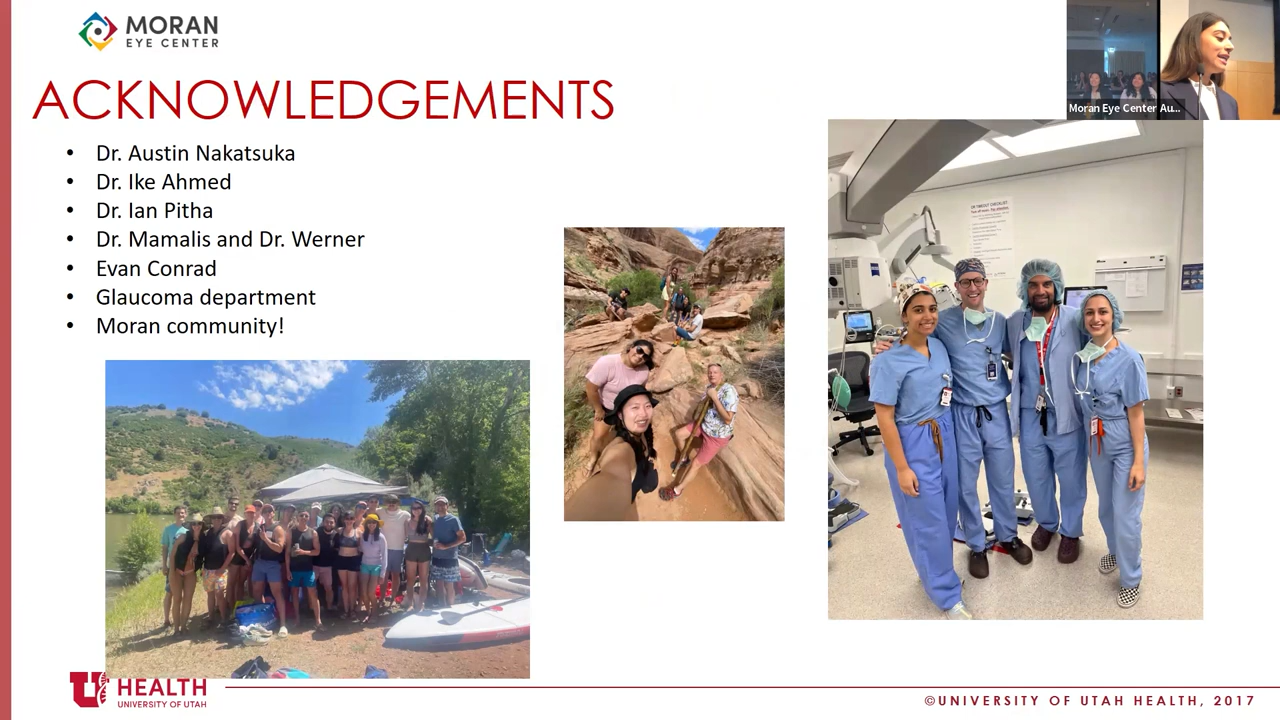 MORAN
EYE CENTER
ACKNOWLEDGEMENTS
• Dr. Austin Nakatsuka
• Dr. Ike Ahmed
• Dr. Ian Pitha
• Dr. Mamalis and Dr. Werner
• Evan Conrad
• Glaucoma department
• Moran community!
Moran Eye Center Au...
U HEALTH
UNIVERSITY OF UTAH
©UNIVERSITY OF UTAH HEALTH, 2017